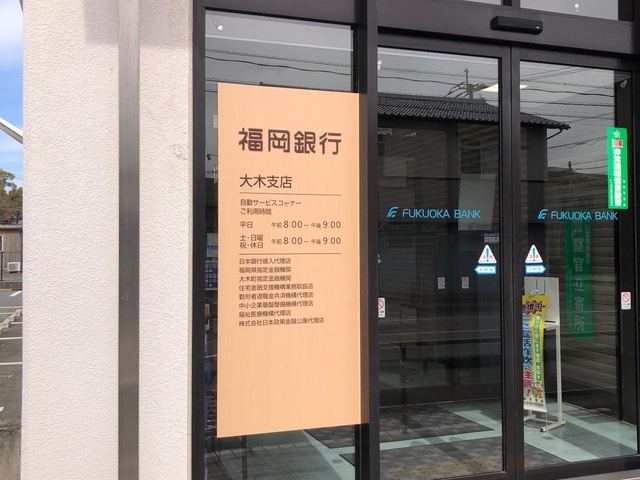 福岡銀行
大木支店
自動サービスコーナー
ご利用時間
平日 午前8:00~午後9:00
土・日曜
祝・休日 午前8:00~午後9:00
日本銀行歳入代理店
福岡県指定金融機関
大木町指定金融機関
住宅金融支援機構業務取扱店
勤労者退職金共済機構代理店
中小企業基盤整備機構代理店
福祉医療機構代理店
株式会社日本政策金融公庫代理店
FUKUOKA BANK
FUKUOKA BANK
警察官立寄所